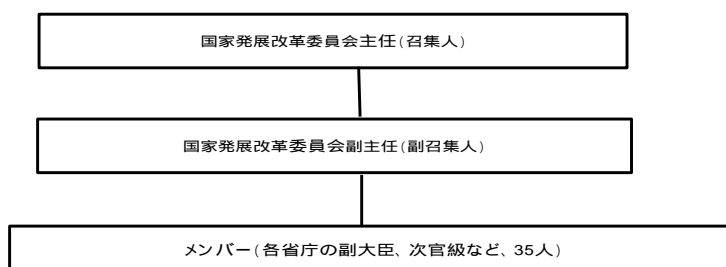 国家発展改革委員会主任(召集人)
国家発展改革委員会副主任(副召集人)
メンバー(各省庁の副大臣、次官級など、35人)